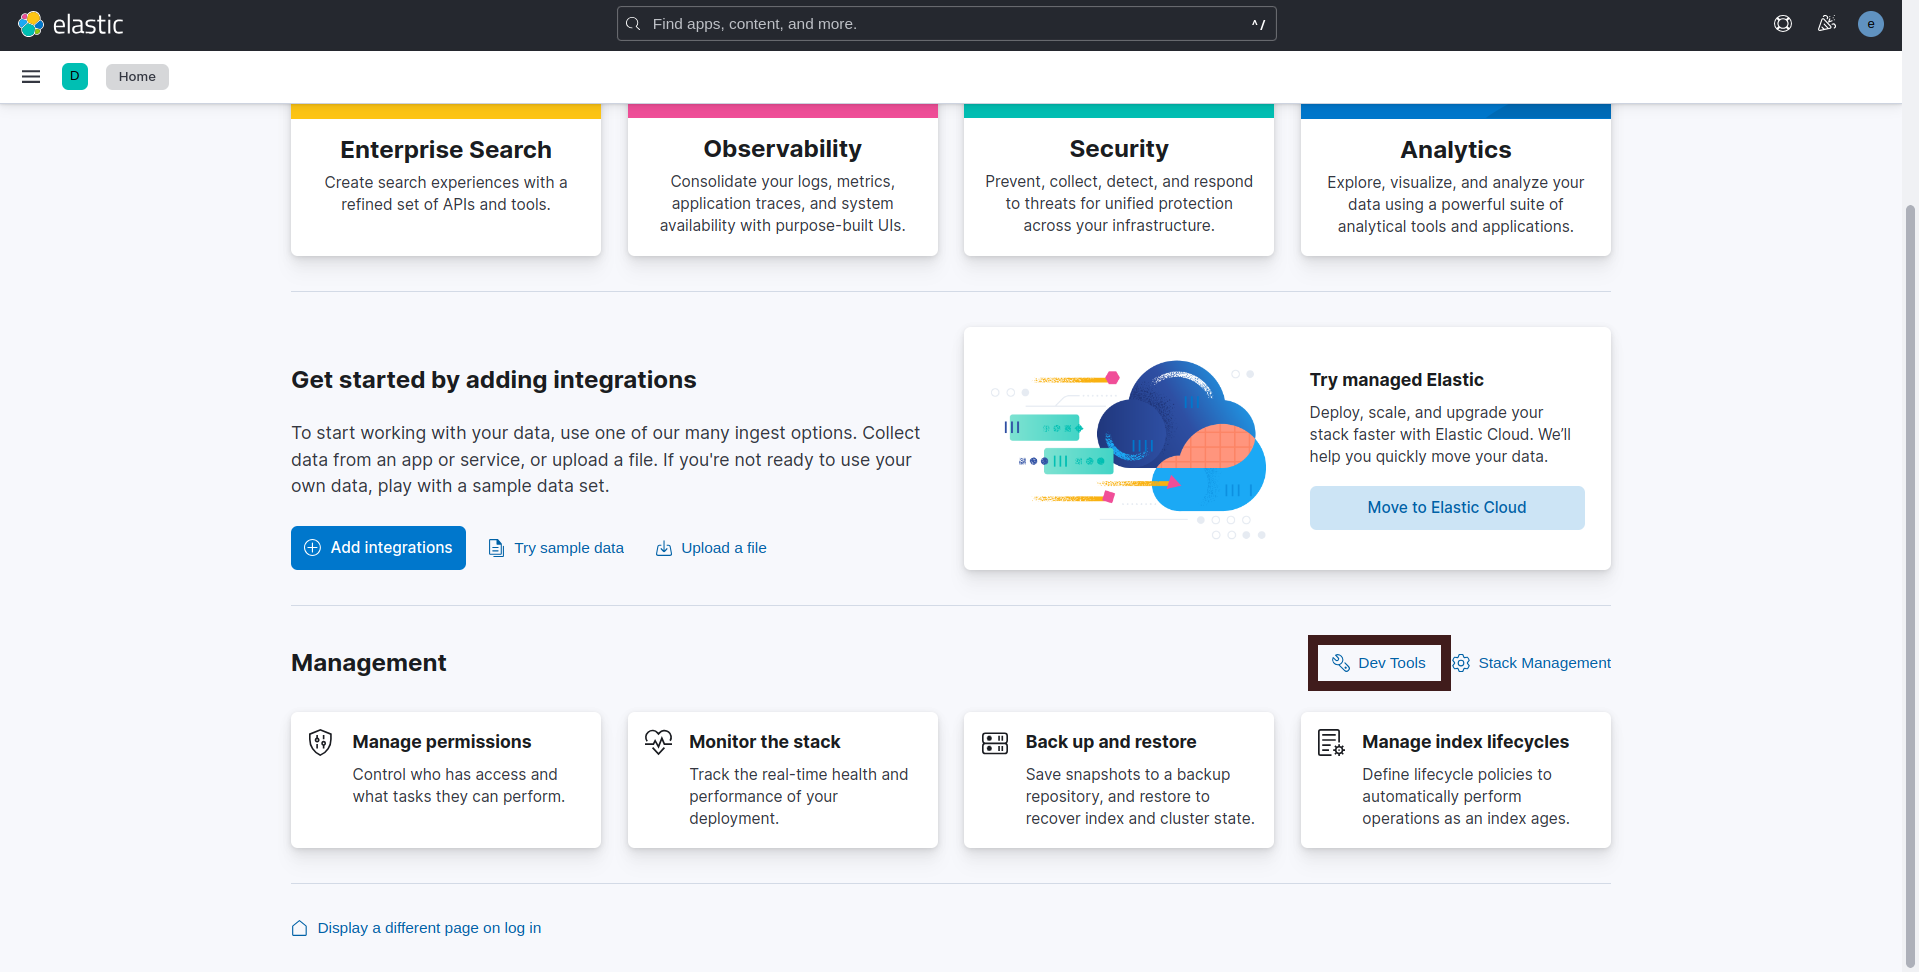 elastic
Find apps, content, and more.
^/
e
D
Home
Enterprise Search
Create search experiences with a
refined set of APIs and tools.
Observability
Consolidate your logs, metrics,
application traces, and system
availability with purpose-built UIs.
Security
Prevent, collect, detect, and respond
to threats for unified protection
across your infrastructure.
Analytics
Explore, visualize, and analyze your
data using a powerful suite of
analytical tools and applications.
Get started by adding integrations
To start working with your data, use one of our many ingest options. Collect
data from an app or service, or upload a file. If you're not ready to use your
own data, play with a sample data set.
Add integrations
Try sample data
Upload a file
Try managed Elastic
Deploy, scale, and upgrade your
stack faster with Elastic Cloud. We’ll
help you quickly move your data.
Move to Elastic Cloud
Management
Dev Tools
Stack Management
Manage permissions
Control who has access and
what tasks they can perform.
Monitor the stack
Track the real-time health and
performance of your
deployment.
Back up and restore
Save snapshots to a backup
repository, and restore to
recover index and cluster state.
Manage index lifecycles
Define lifecycle policies to
automatically perform
operations as an index ages.
Display a different page on log in